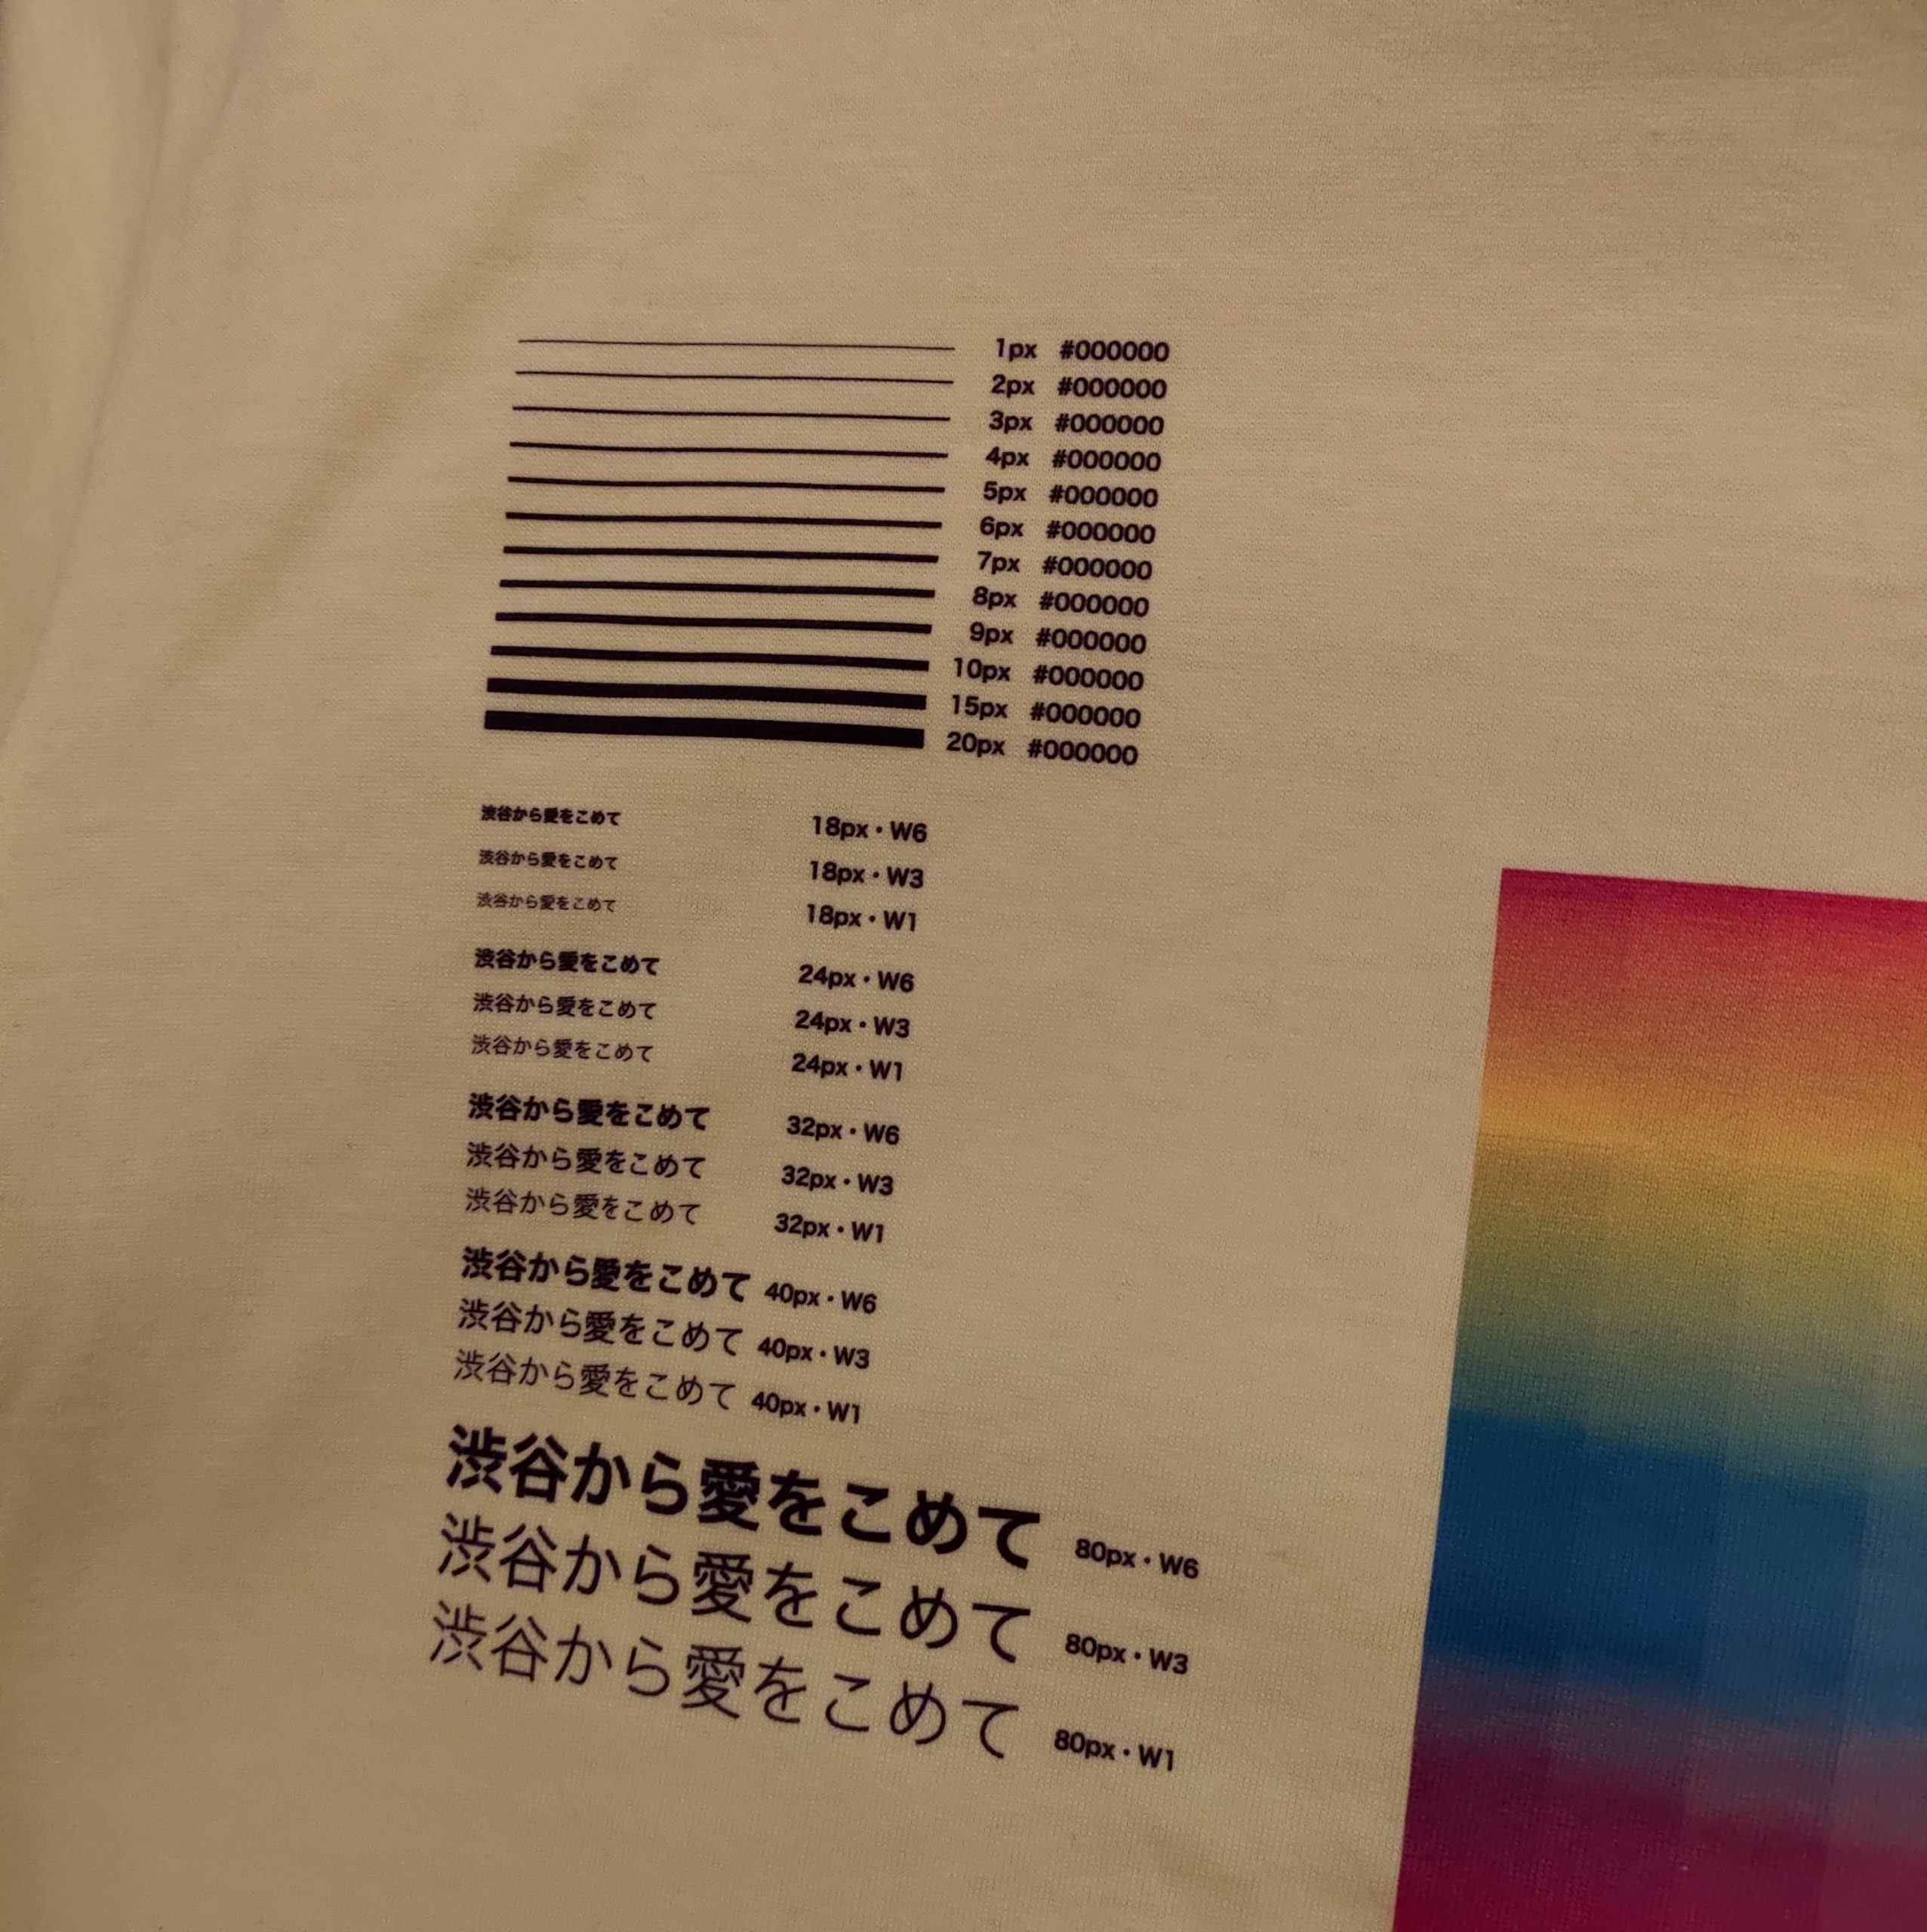 1px #000000
2px #000000
3px #000000
4px #000000
5px #000000
6px #000000
7px #000000
8px #000000
9px #000000
10px #000000
15px #000000
20px #000000
渋谷から愛をこめて 18px・W6
渋谷から愛をこめて 18px・W3
渋谷から愛をこめて 18px・W1
渋谷から愛をこめて 24px・W6
渋谷から愛をこめて 24px・W3
渋谷から愛をこめて 24px・W1
渋谷から愛をこめて 32px・W6
渋谷から愛をこめて 32px・W3
渋谷から愛をこめて 32px・W1
渋谷から愛をこめて 40px・W6
渋谷から愛をこめて 40px・W3
渋谷から愛をこめて 40px・W1
渋谷から愛をこめて 80px・W6
渋谷から愛をこめて 80px・W3
渋谷から愛をこめて 80px・W1